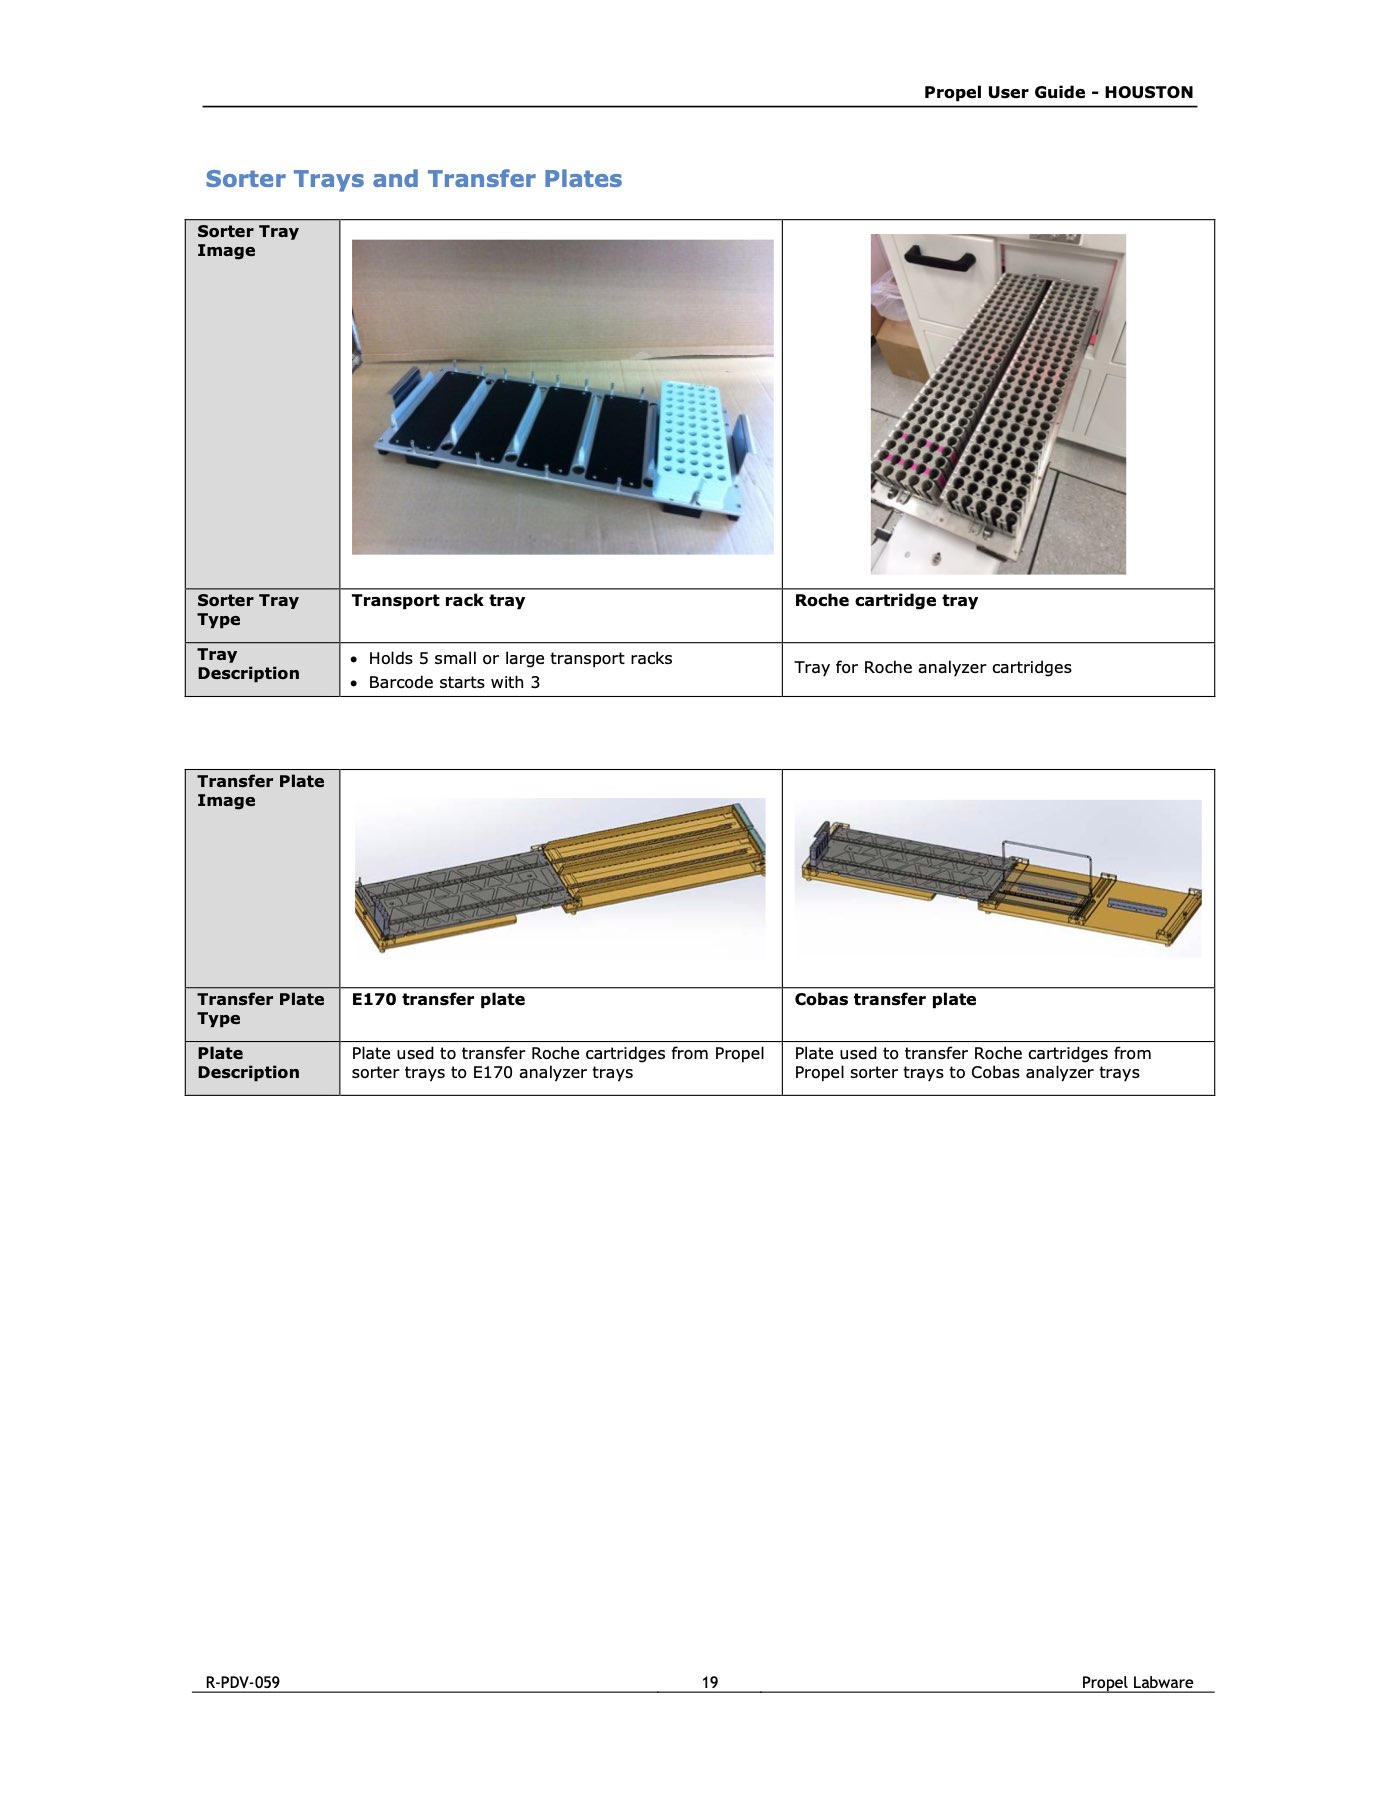 Propel User Guide - HOUSTON
Sorter Trays and Transfer Plates
Sorter Tray
Image
Sorter Tray
Type
Transport rack tray
Roche cartridge tray
Tray
Description
• Holds 5 small or large transport racks
• Barcode starts with 3
Tray for Roche analyzer cartridges
Transfer Plate
Image
Transfer Plate
Type
E170 transfer plate
Cobas transfer plate
Plate
Description
Plate used to transfer Roche cartridges from Propel
sorter trays to E170 analyzer trays
Plate used to transfer Roche cartridges from
Propel sorter trays to Cobas analyzer trays
R-PDV-059
19
Propel Labware